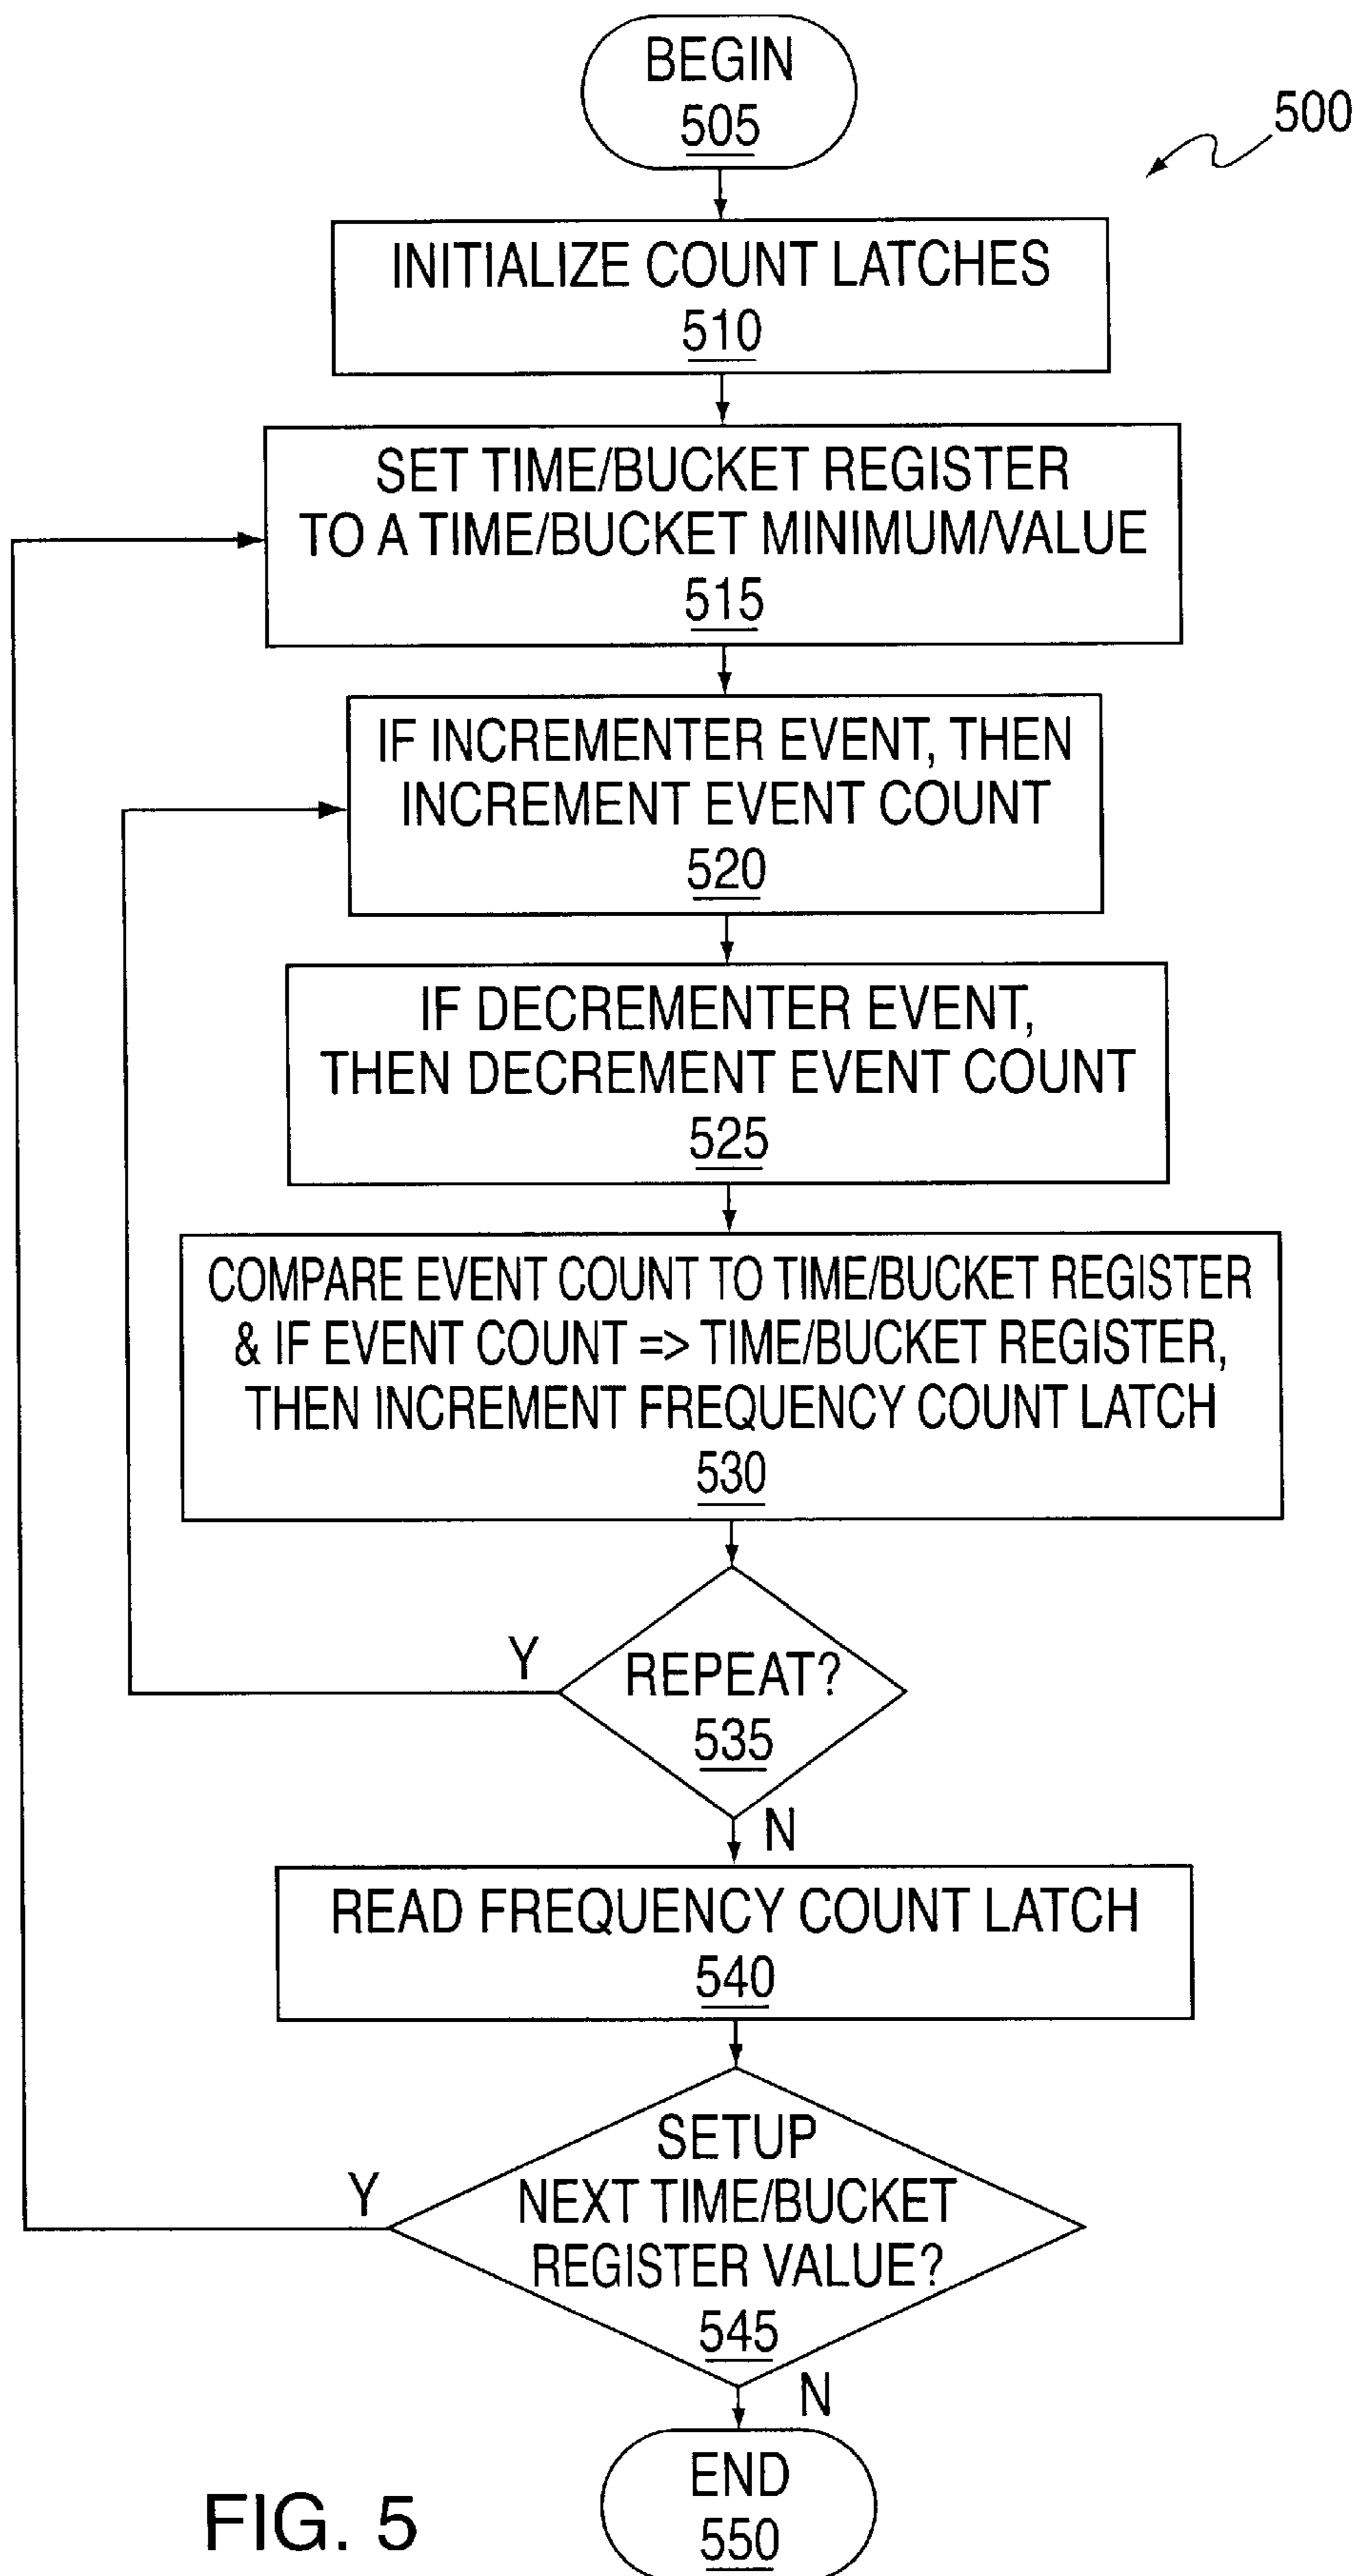 BEGIN
505
500
INITIALIZE COUNT LATCHES
510
SET TIME/BUCKET REGISTER
TO A TIME/BUCKET MINIMUM/VALUE
515
IF INCREMENTER EVENT, THEN
INCREMENT EVENT COUNT
520
IF DECREMENTER EVENT,
THEN DECREMENT EVENT COUNT
525
COMPARE EVENT COUNT TO TIME/BUCKET REGISTER
& IF EVENT COUNT => TIME/BUCKET REGISTER,
THEN INCREMENT FREQUENCY COUNT LATCH
530
Y
REPEAT?
535
N
READ FREQUENCY COUNT LATCH
540
Y
SETUP
NEXT TIME/BUCKET
REGISTER VALUE?
545
N
END
550
FIG. 5